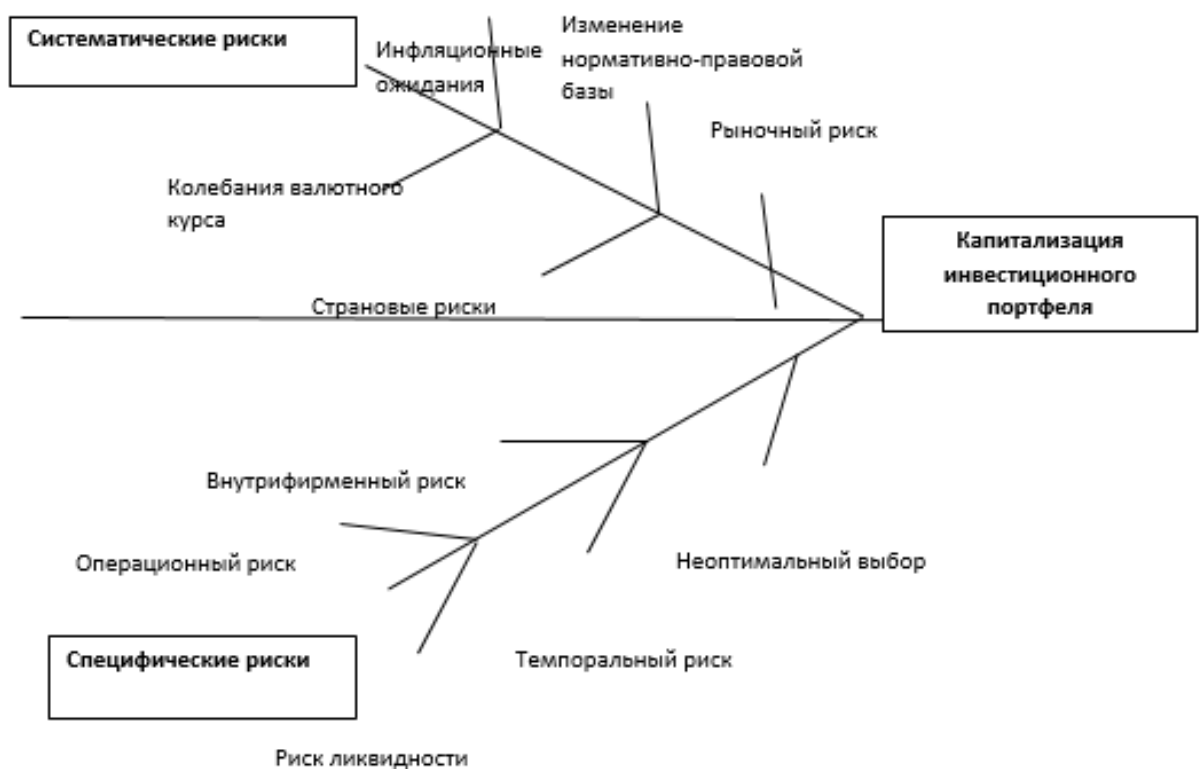 Систематические риски
Инфляционные
ожидания
Изменение
нормативно-правовой
базы
Рыночный риск
Колебания валютного
курса
Капитализация
инвестиционного
портфеля
Страновые риски
Внутрифирменный риск
Операционный риск
Неоптимальный выбор
Специфические риски
Темпоральный риск
Риск ликвидности